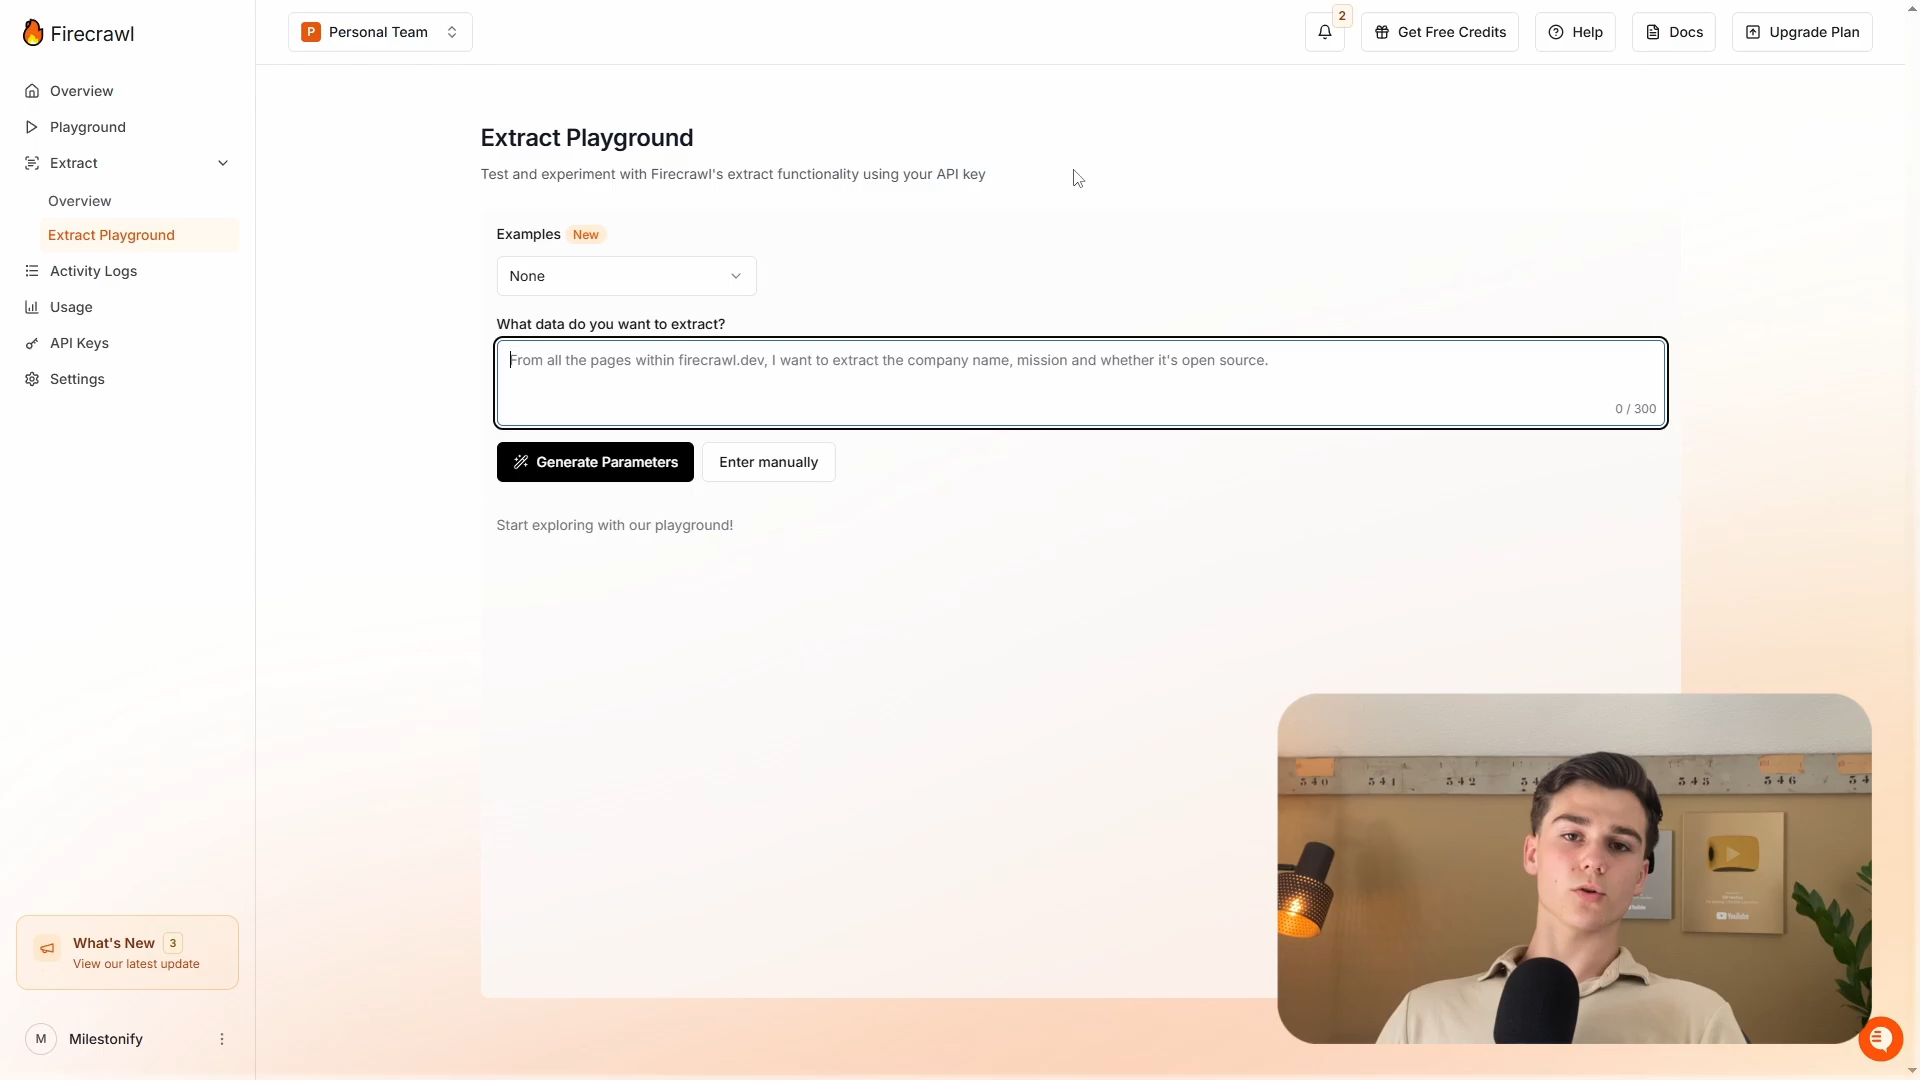 Firecrawl
P Personal Team
2
Get Free Credits
Help
Docs
Upgrade Plan
Overview
Playground
Extract
Overview
Extract Playground
Activity Logs
Usage
API Keys
Settings
Extract Playground
Test and experiment with Firecrawl's extract functionality using your API key
Examples New
None
What data do you want to extract?
From all the pages within firecrawl.dev, I want to extract the company name, mission and whether it's open source.
0 / 300
Generate Parameters
Enter manually
Start exploring with our playground!
What's New 3
View our latest update
M Milestonify
540 541 542 54 545 546 54
YouTube